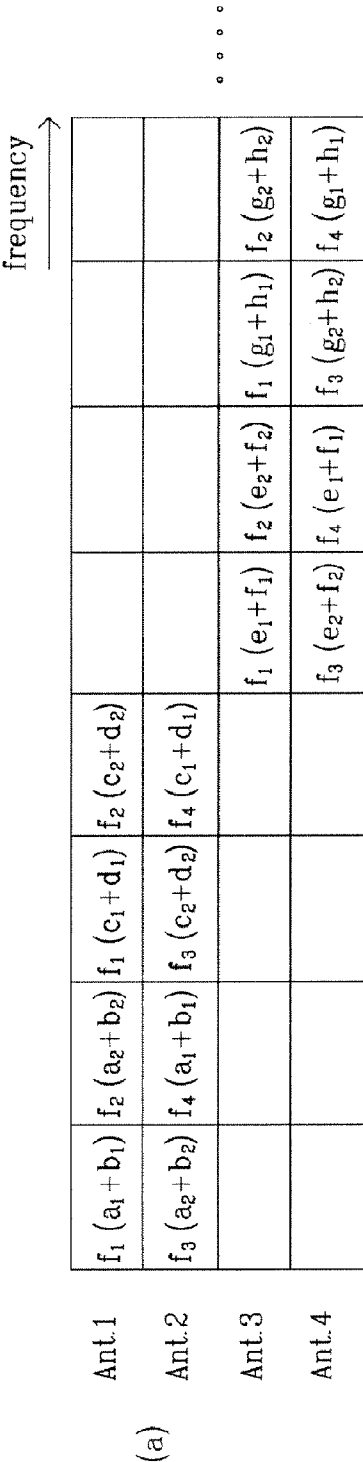 frequency
Ant.1 f₁ (a₁+b₁) f₂ (a₂+b₂) f₁ (c₁+d₁) f₂ (c₂+d₂)
Ant.2 f₃ (a₂+b₂) f₄ (a₁+b₁) f₃ (c₂+d₂) f₄ (c₁+d₁)
(a)
Ant.3 f₁ (e₁+f₁) f₂ (e₂+f₂) f₁ (g₁+h₁) f₂ (g₂+h₂)
Ant.4 f₃ (e₂+f₂) f₄ (e₁+f₁) f₃ (g₂+h₂) f₄ (g₁+h₁)